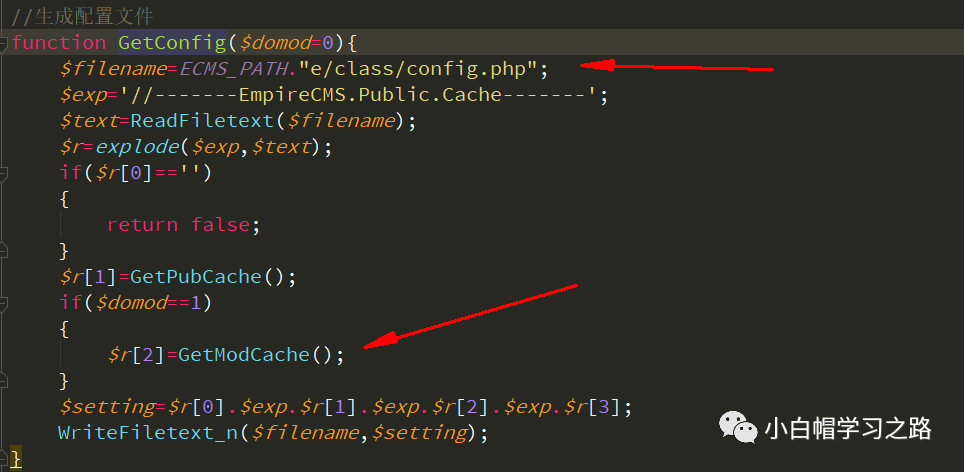 //生成配置文件
function GetConfig($domod=0){
    $filename=ECMS_PATH."e/class/config.php";
    $exp='//-------EmpireCMS.Public.Cache-------';
    $text=ReadFiletext($filename);
    $r=explode($exp,$text);
    if($r[0]=='')
    {
        return false;
    }
    $r[1]=GetPubCache();
    if($domod==1)
    {
        $r[2]=GetModCache();
    }
    $setting=$r[0].$exp.$r[1].$exp.$r[2].$exp.$r[3];
    WriteFiletext_n($filename,$setting);
}
小白帽学习之路